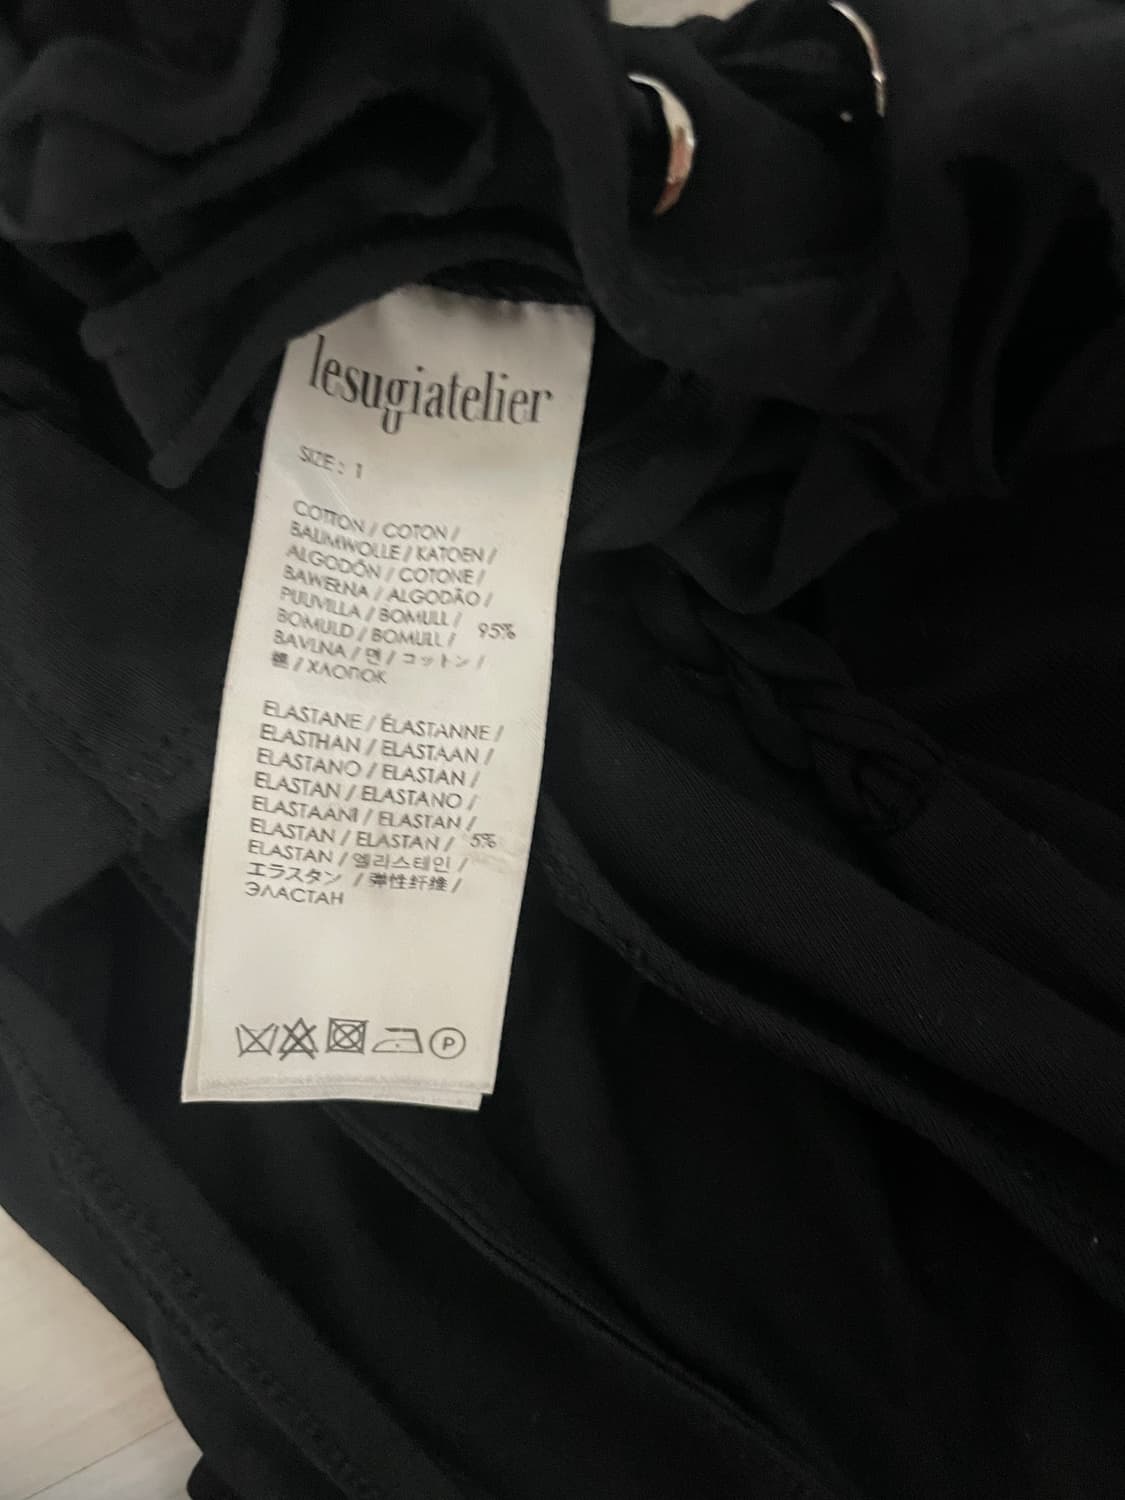 lesugiatelier
SIZE: 1
COTTON / COTON /
BAUMWOLLE / KATOEN /
ALGODÓN / COTONE /
BAWEŁNA / ALGODÃO /
PUUVILLA / BOMULL /
95%
BOMULD / BOMULL /
BAVLNA / 면 / コットン /
棉 / ХЛОПОК
ELASTANE / ÉLASTANNE /
ELASTHAN / ELASTAAN /
ELASTANO / ELASTAN /
ELASTAN / ELASTANO /
ELASTAANI / ELASTAN /
ELASTAN / ELASTAN / 5%
ELASTAN / 엘리스테인 /
エラスタン / 弹性纤维 /
ЭЛАСТАН
P